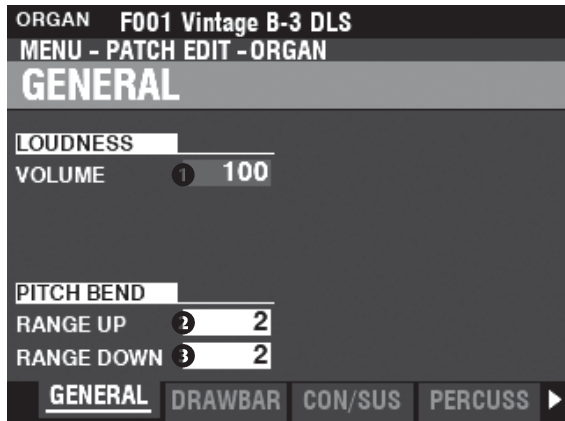 ORGAN F001 Vintage B-3 DLS
MENU - PATCH EDIT - ORGAN
GENERAL
LOUDNESS
VOLUME 1 100
PITCH BEND
RANGE UP 2 2
RANGE DOWN 3 2
GENERAL DRAWBAR CON/SUS PERCUSS